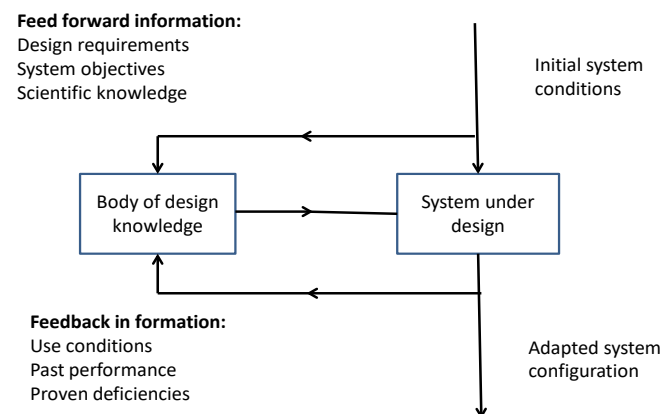 Feed forward information:
Design requirements
System objectives
Scientific knowledge
Initial system
conditions
Body of design
knowledge
System under
design
Feedback in formation:
Use conditions
Past performance
Proven deficiencies
Adapted system
configuration